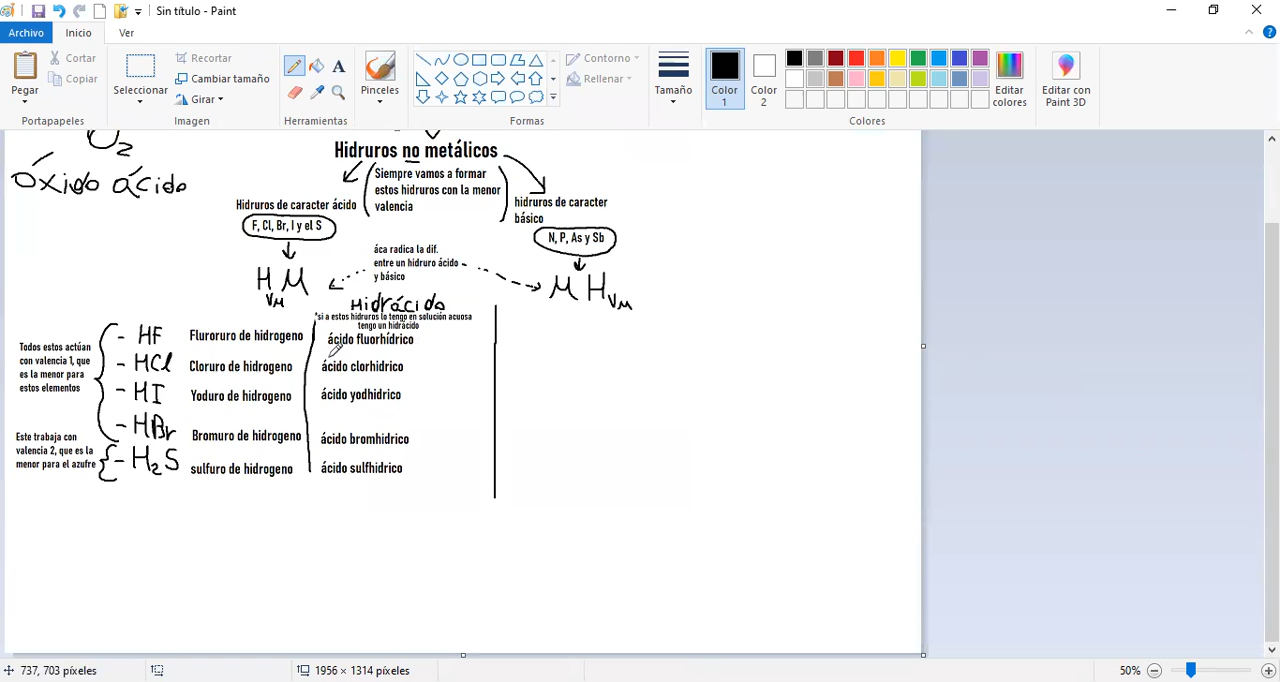 Sin título - Paint
Archivo Inicio Ver
Pegar
Cortar
Copiar
Portapapeles
Seleccionar
Recortar
Cambiar tamaño
Girar
Imagen
A
Herramientas
Pinceles
Formas
Contorno
Rellenar
Tamaño
Color 1
Color 2
Colores
Editar colores
Editar con Paint 3D
O2
óxido ácido
Hidruros no metálicos
Siempre vamos a formar
estos hidruros con la menor
valencia
Hidruros de caracter ácido
F, Cl, Br, I y el S
HVM M
hidruros de caracter
básico
N, P, As y Sb
M HVM
áca radica la dif.
entre un hidruro ácido
y básico
Hidrácido
*si a estos hidruros lo tengo en solución acuosa
tengo un hidrácido
Todos estos actúan
con valencia 1, que
es la menor para
estos elementos
- HF Fluroruro de hidrogeno ácido fluorhídrico
- HCl Cloruro de hidrogeno ácido clorhidrico
- HI Yoduro de hidrogeno ácido yodhidrico
- HBr Bromuro de hidrogeno ácido bromhidrico
Este trabaja con
valencia 2, que es la
menor para el azufre
- H2S sulfuro de hidrogeno ácido sulfhidrico
737, 703 píxeles
1956 × 1314 píxeles
50%